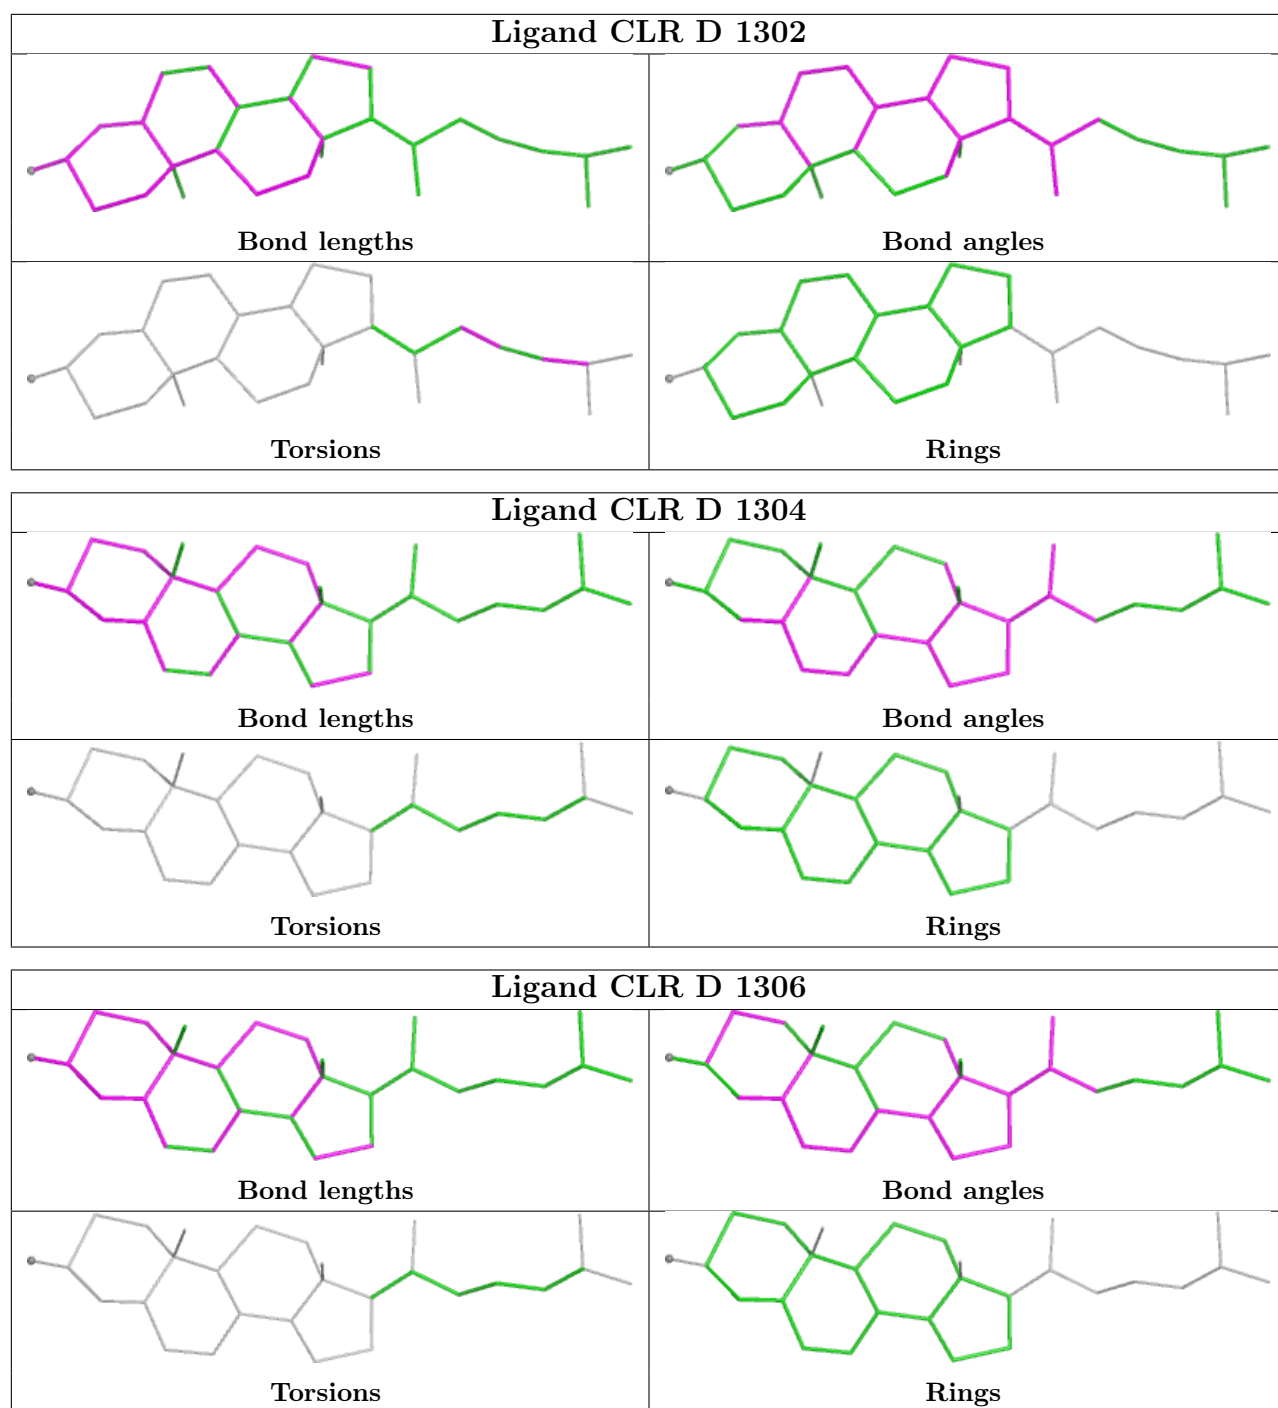 Ligand CLR D 1302
Bond lengths
Bond angles
Torsions
Rings
Ligand CLR D 1304
Bond lengths
Bond angles
Torsions
Rings
Ligand CLR D 1306
Bond lengths
Bond angles
Torsions
Rings